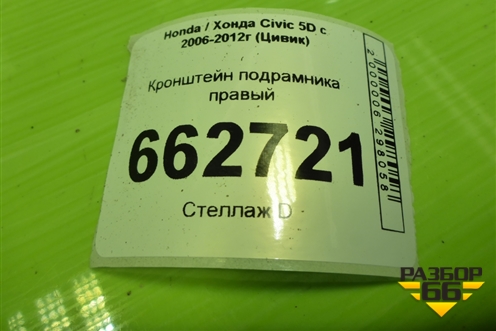 Honda / Хонда Civic 5D с
2006-2012г (Цивик)
Кронштейн подрамника
правый
662721
Стеллаж D
2000006298058
РАЗБОР
66